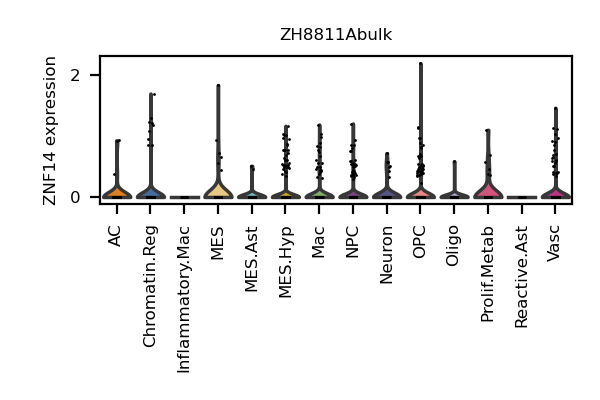 ZH8811Abulk
ZNF14 expression
2
0
AC
Chromatin.Reg
Inflammatory.Mac
MES
MES.Ast
MES.Hyp
Mac
NPC
Neuron
OPC
Oligo
Prolif.Metab
Reactive.Ast
Vasc